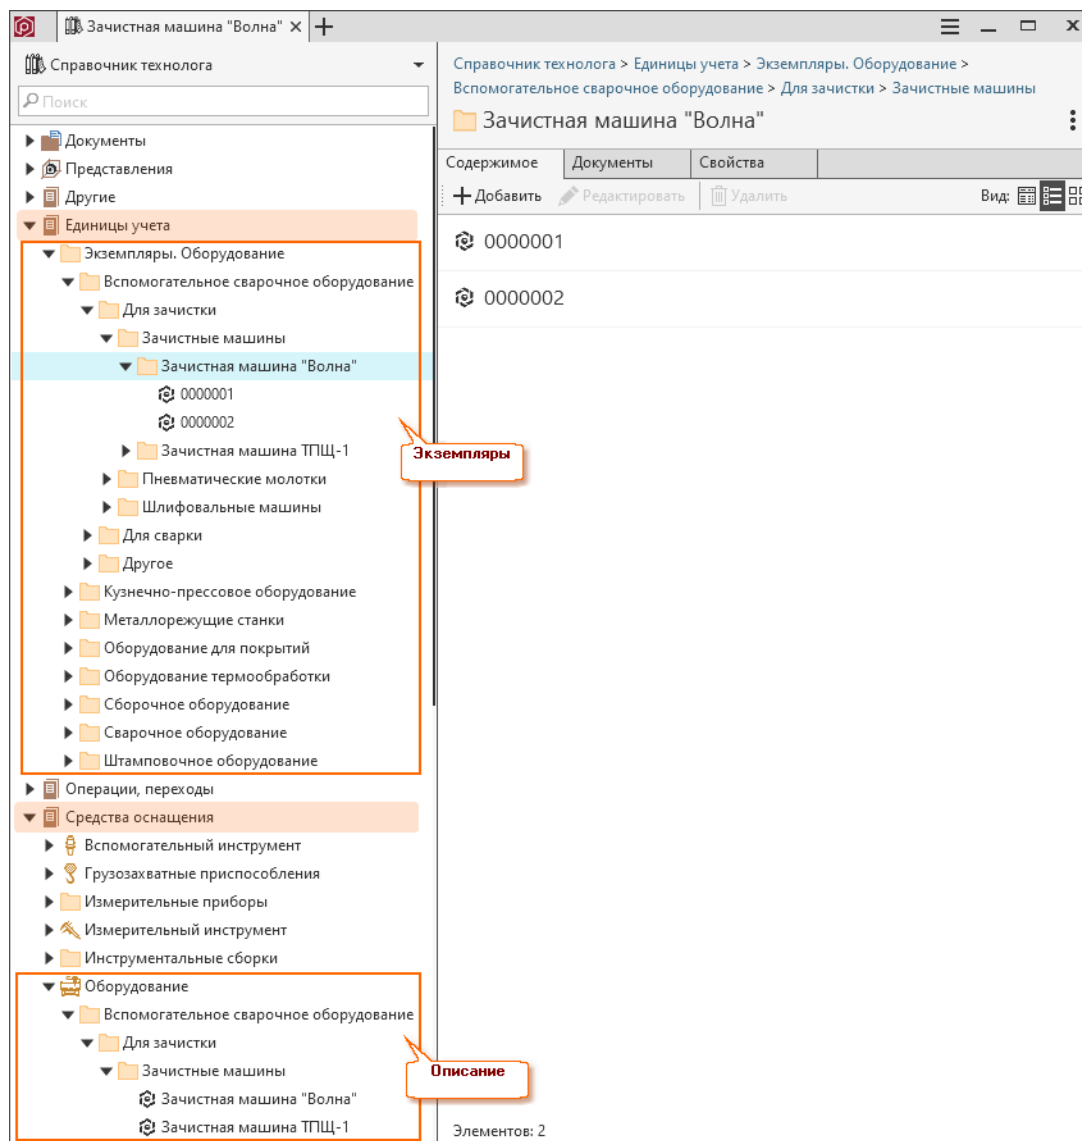 Зачистная машина "Волна"
Справочник технолога
Поиск
Документы
Представления
Другие
Единицы учета
Экземпляры. Оборудование
Вспомогательное сварочное оборудование
Для зачистки
Зачистные машины
Зачистная машина "Волна"
0000001
0000002
Зачистная машина ТПЩ-1
Пневматические молотки
Шлифовальные машины
Для сварки
Другое
Кузнечно-прессовое оборудование
Металлорежущие станки
Оборудование для покрытий
Оборудование термообработки
Сборочное оборудование
Сварочное оборудование
Штамповочное оборудование
Экземпляры
Операции, переходы
Средства оснащения
Вспомогательный инструмент
Грузозахватные приспособления
Измерительные приборы
Измерительный инструмент
Инструментальные сборки
Оборудование
Вспомогательное сварочное оборудование
Для зачистки
Зачистные машины
Зачистная машина "Волна"
Зачистная машина ТПЩ-1
Описание
Справочник технолога > Единицы учета > Экземпляры. Оборудование >
Вспомогательное сварочное оборудование > Для зачистки > Зачистные машины
Зачистная машина "Волна"
Содержимое Документы Свойства
Добавить Редактировать Удалить Вид:
0000001
0000002
Элементов: 2